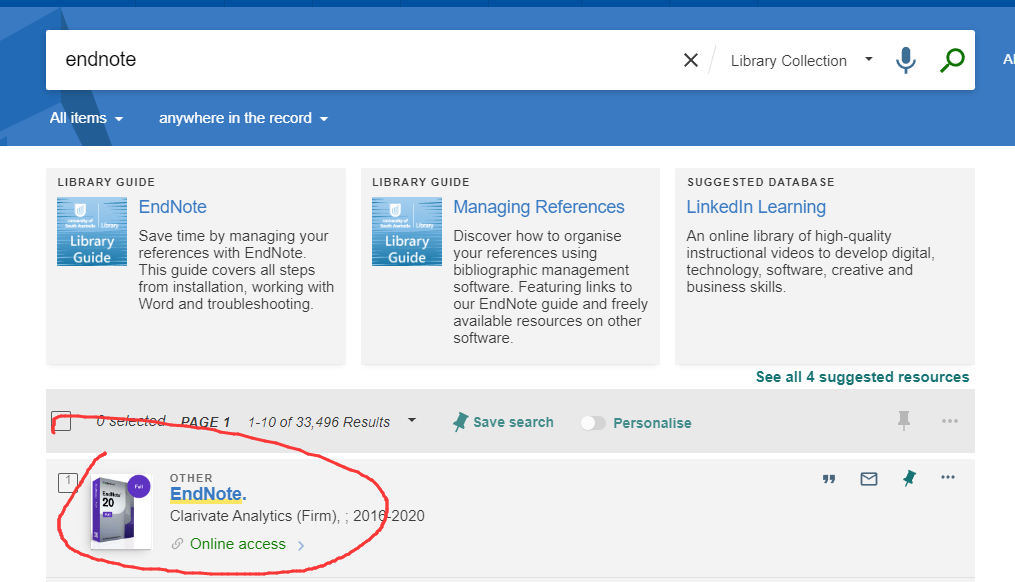 endnote
Library Collection
Al
All items
anywhere in the record
LIBRARY GUIDE
University of
South Australia
Library
Library
Guide
EndNote
Save time by managing your
references with EndNote.
This guide covers all steps
from installation, working with
Word and troubleshooting.
LIBRARY GUIDE
University of
South Australia
Library
Library
Guide
Managing References
Discover how to organise
your references using
bibliographic management
software. Featuring links to
our EndNote guide and freely
available resources on other
software.
SUGGESTED DATABASE
LinkedIn Learning
An online library of high-quality
instructional videos to develop digital,
technology, software, creative and
business skills.
See all 4 suggested resources
0 selected PAGE 1 1-10 of 33,496 Results
Save search
Personalise
1
EndNote
20
Full
OTHER
EndNote.
Clarivate Analytics (Firm), ; 2016-2020
Online access